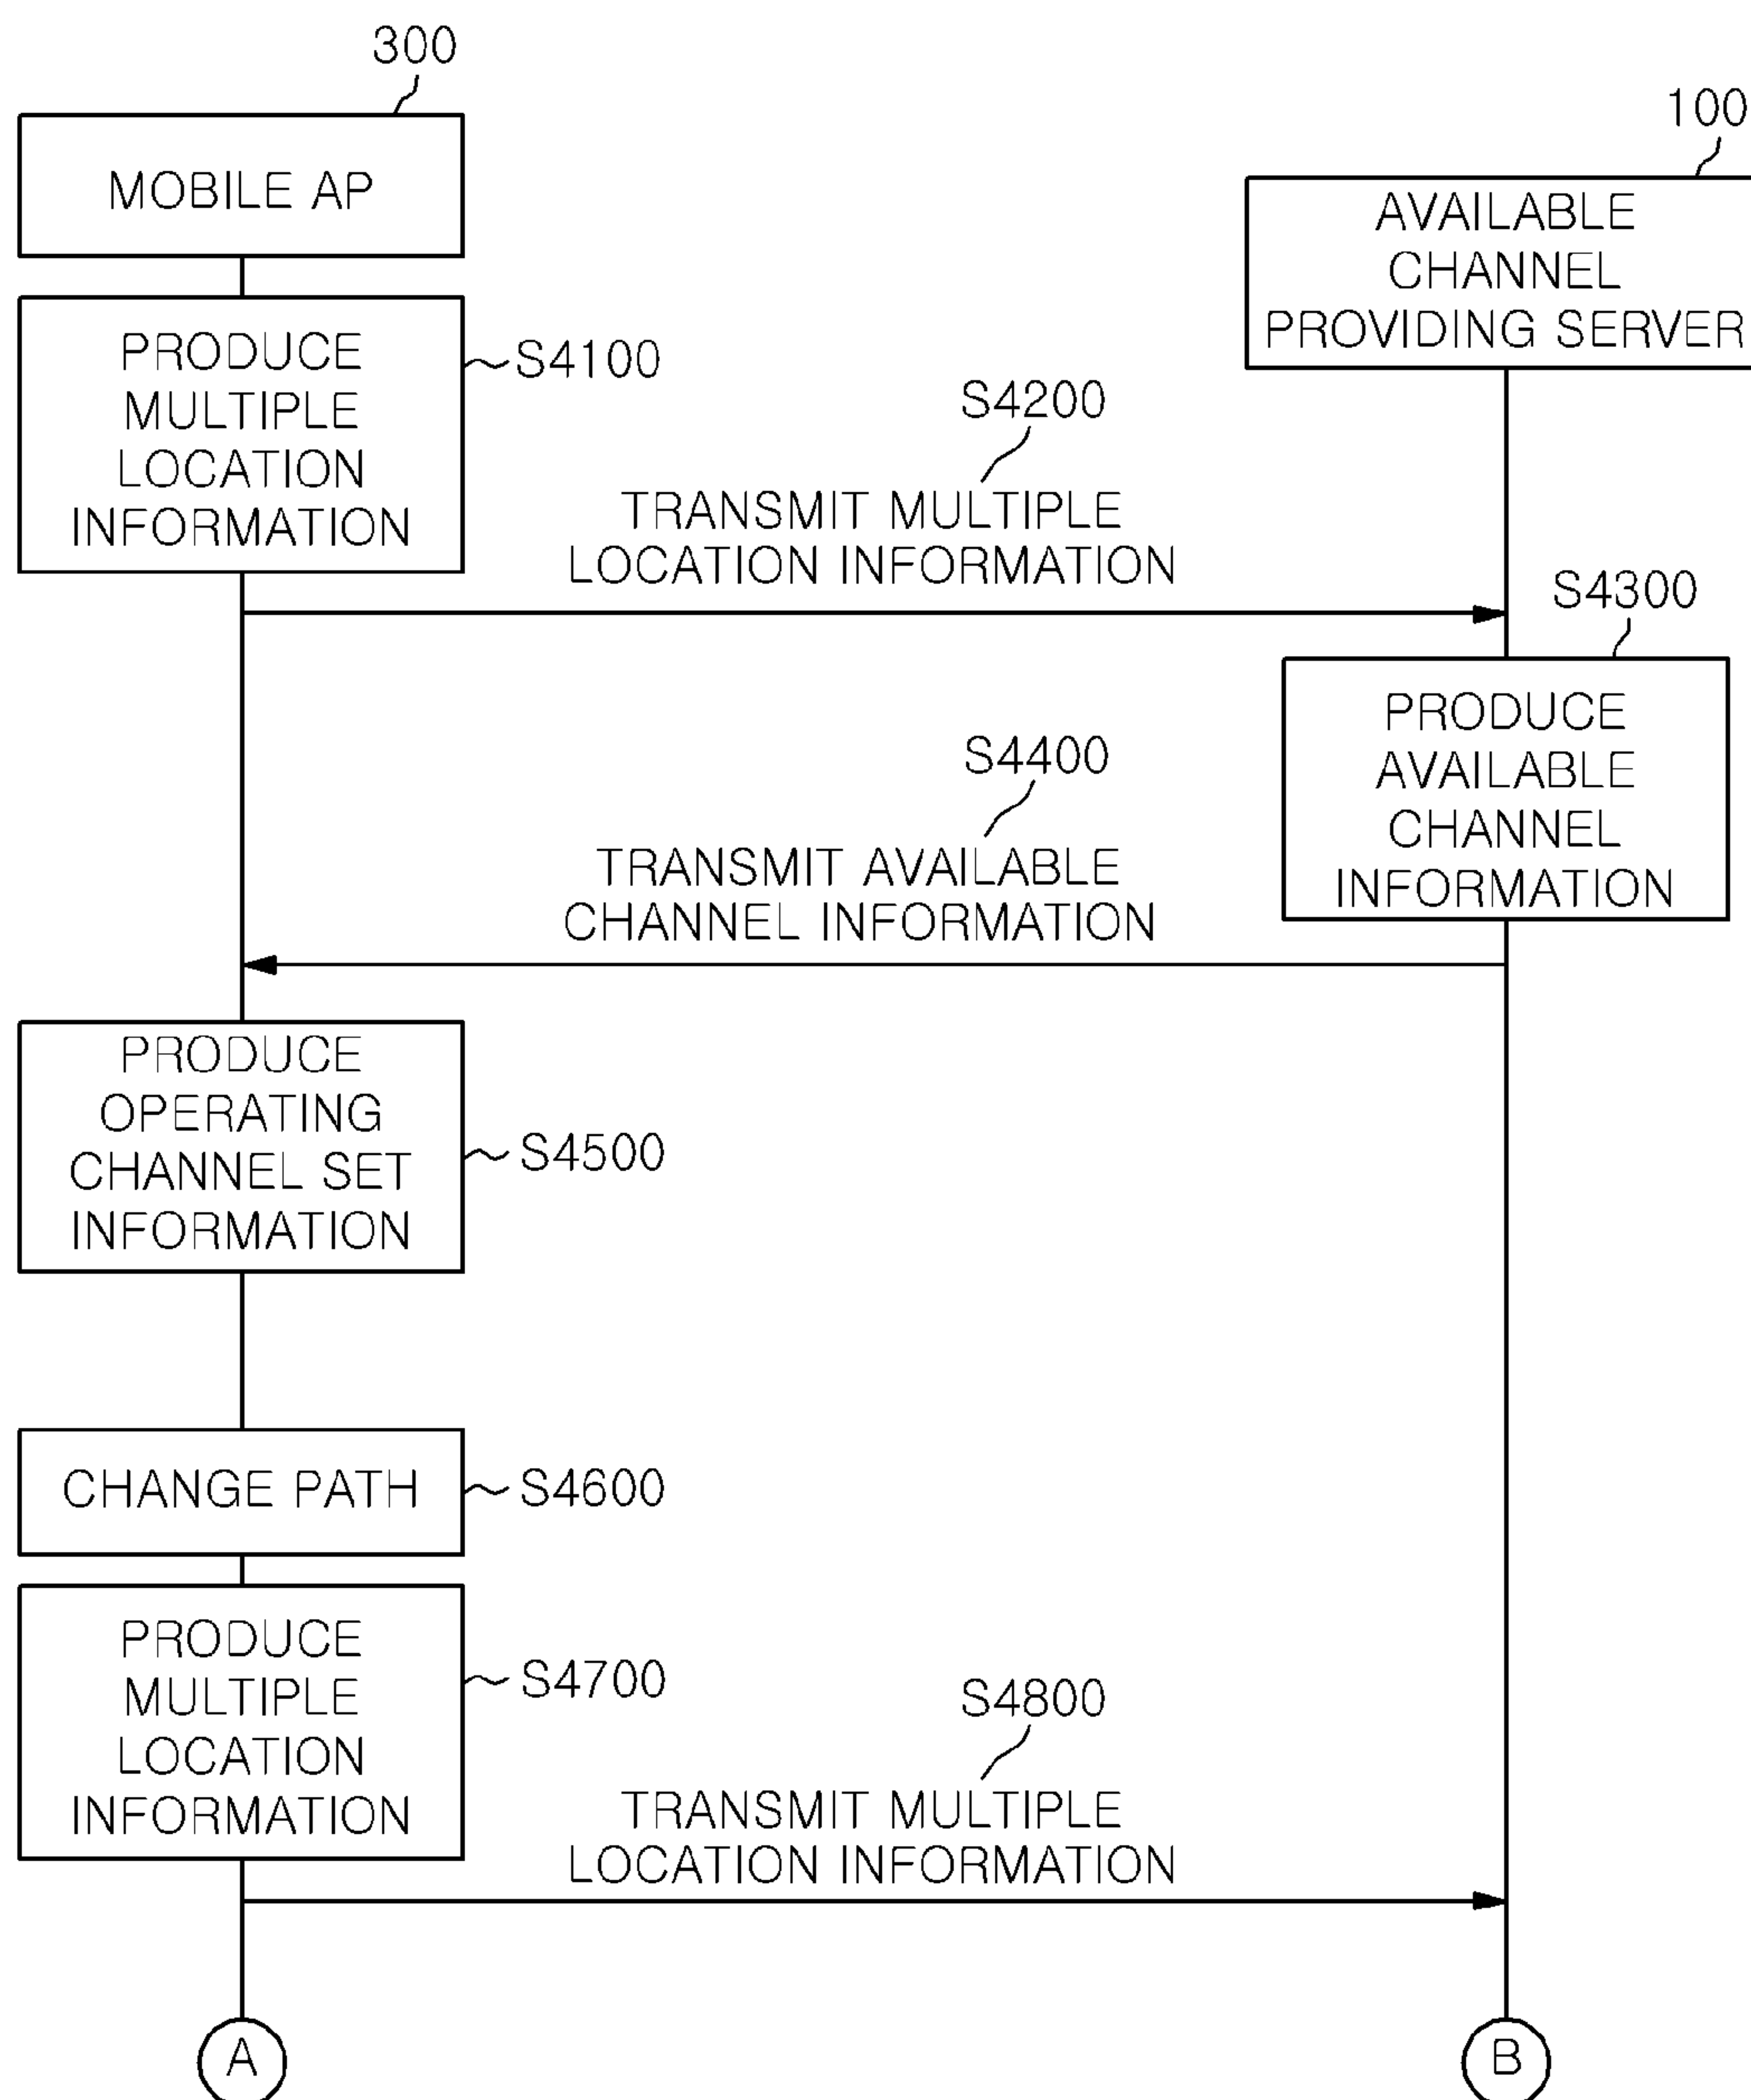 300
MOBILE AP
100
AVAILABLE
CHANNEL
PROVIDING SERVER
PRODUCE
MULTIPLE
LOCATION
INFORMATION
S4100
S4200
TRANSMIT MULTIPLE
LOCATION INFORMATION
S4300
PRODUCE
AVAILABLE
CHANNEL
INFORMATION
S4400
TRANSMIT AVAILABLE
CHANNEL INFORMATION
PRODUCE
OPERATING
CHANNEL SET
INFORMATION
S4500
CHANGE PATH
S4600
PRODUCE
MULTIPLE
LOCATION
INFORMATION
S4700
S4800
TRANSMIT MULTIPLE
LOCATION INFORMATION
A
B